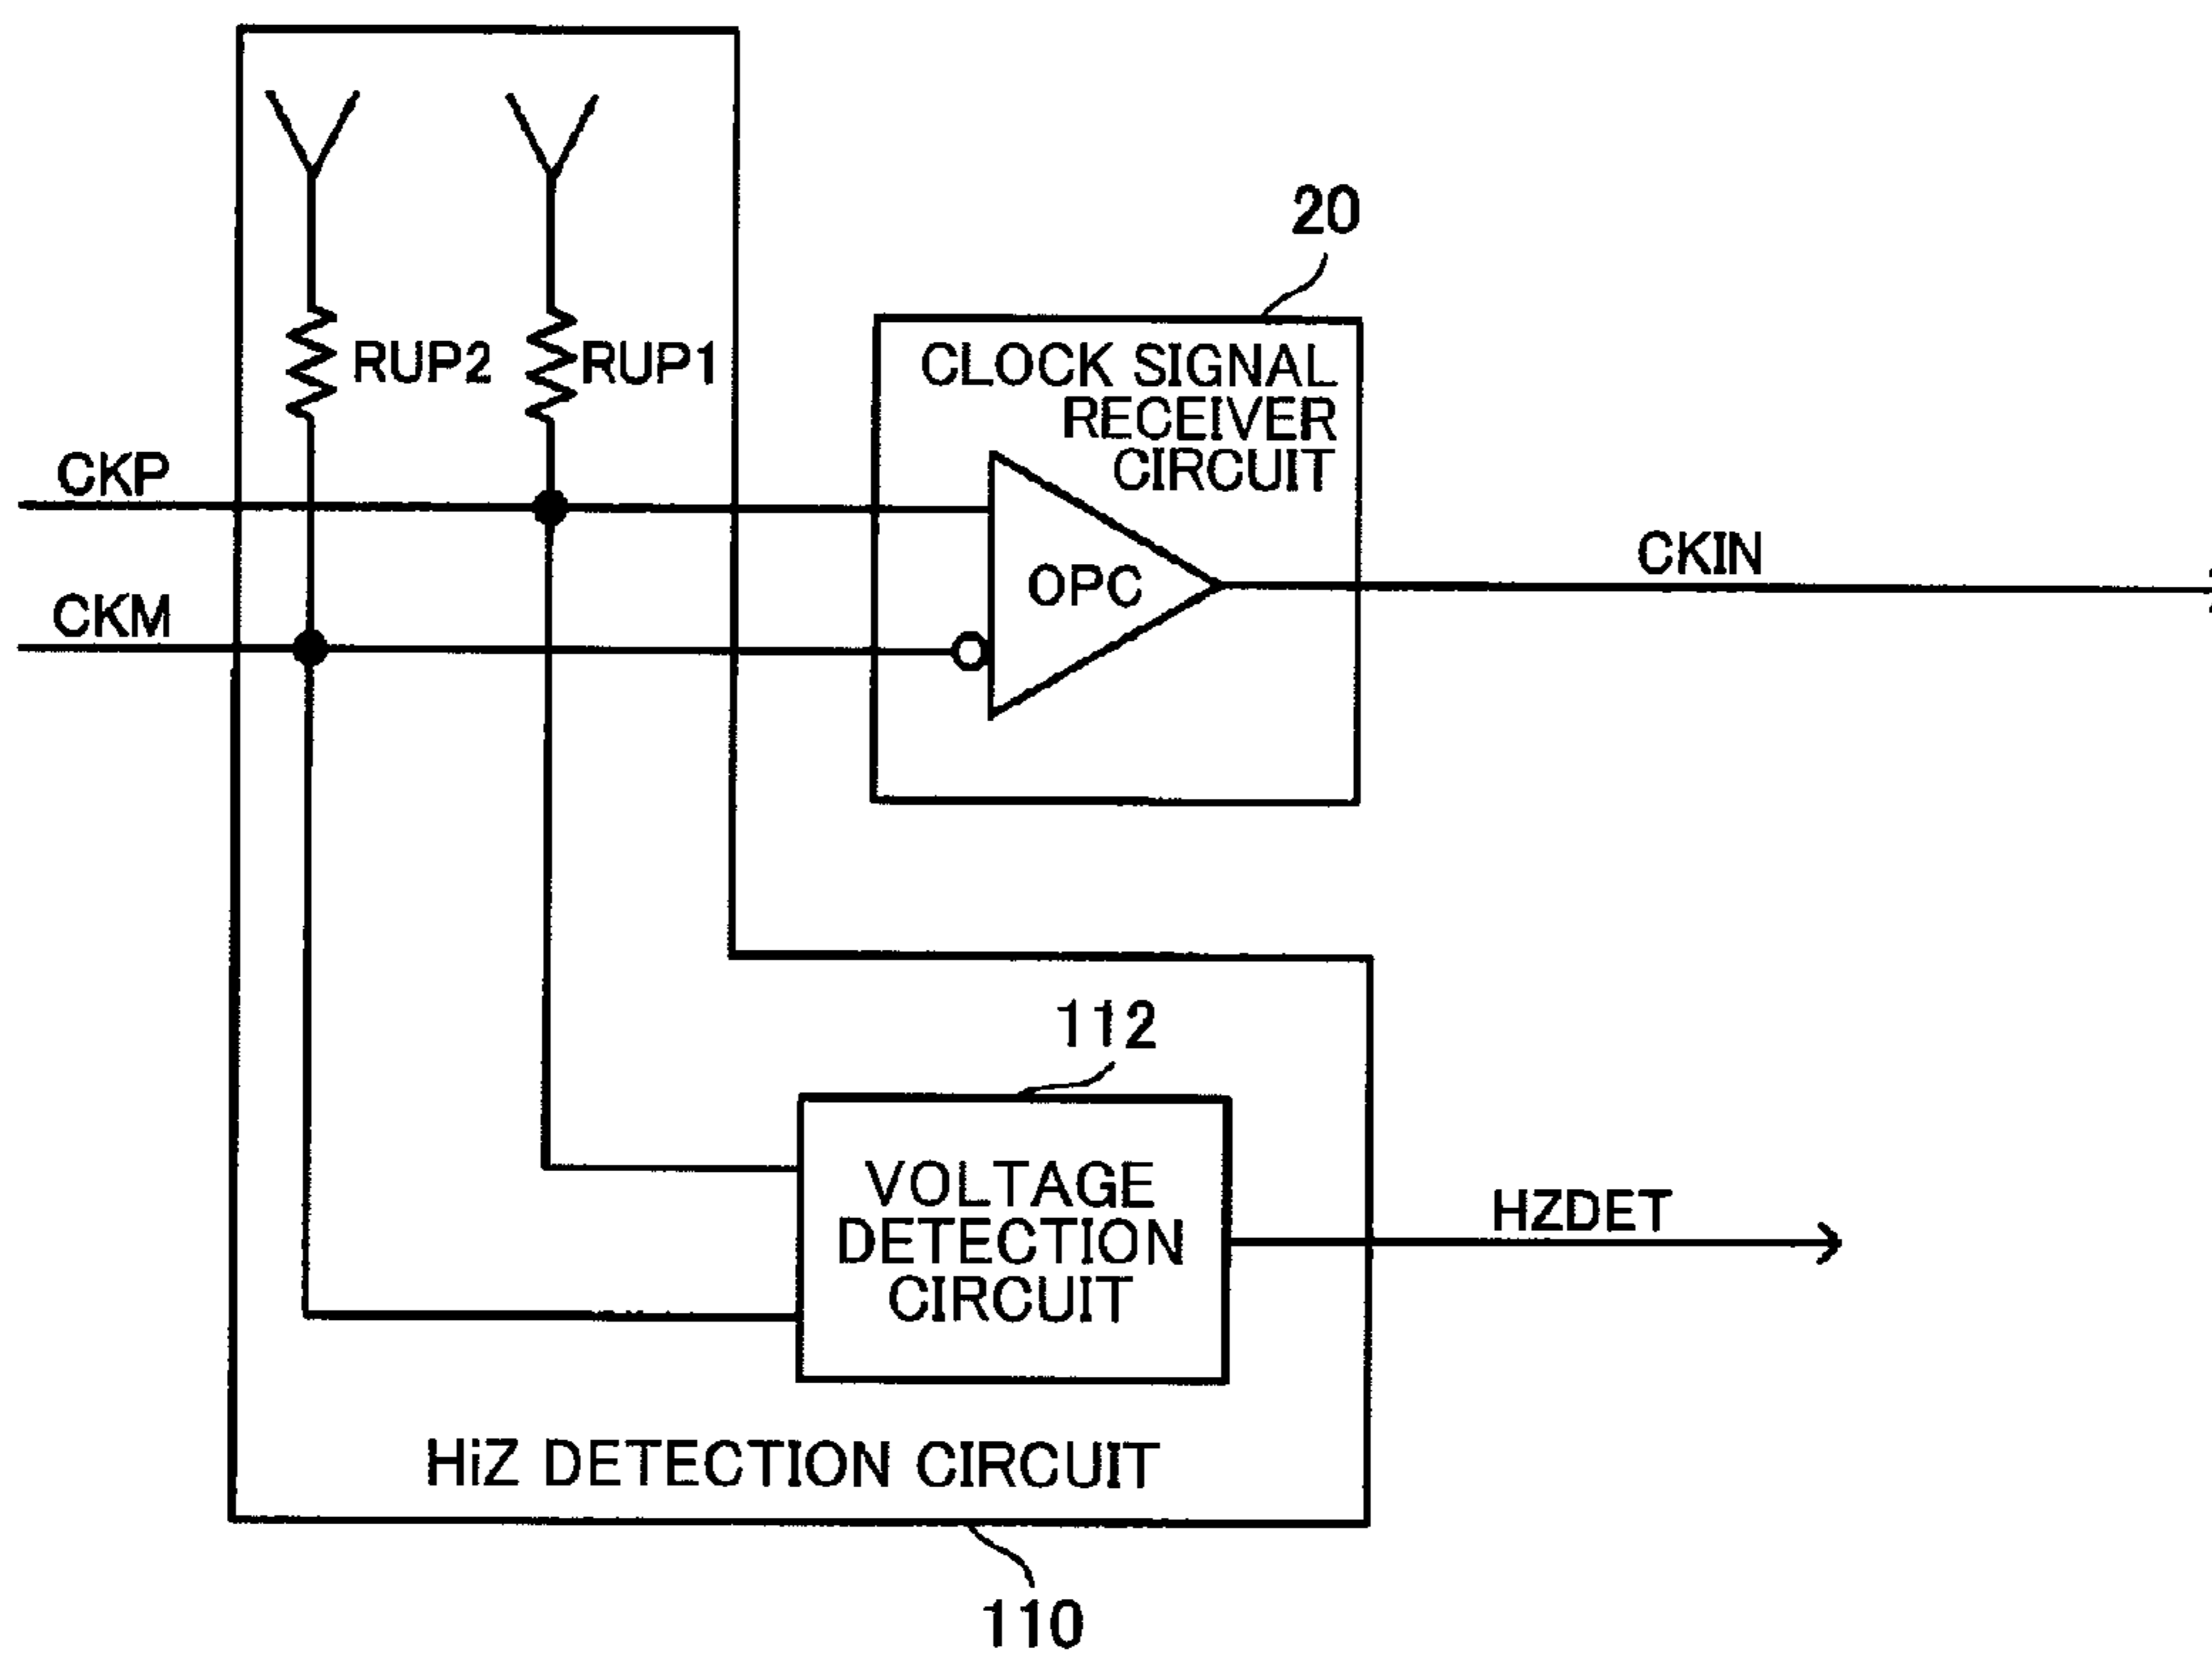 20
RUP2
RUP1
CLOCK SIGNAL
RECEIVER
CIRCUIT
CKP
OPC
CKIN
CKM
112
VOLTAGE
DETECTION
CIRCUIT
HZDET
HiZ DETECTION CIRCUIT
110